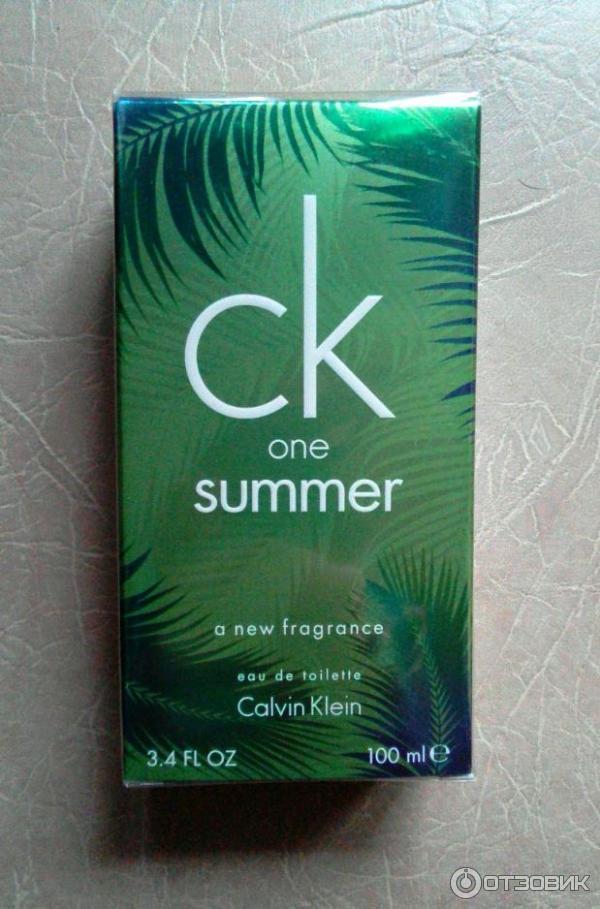 ck
one
summer
a new fragrance
eau de toilette
Calvin Klein
3.4 FL OZ 100 ml ℮
ОТЗОВИК